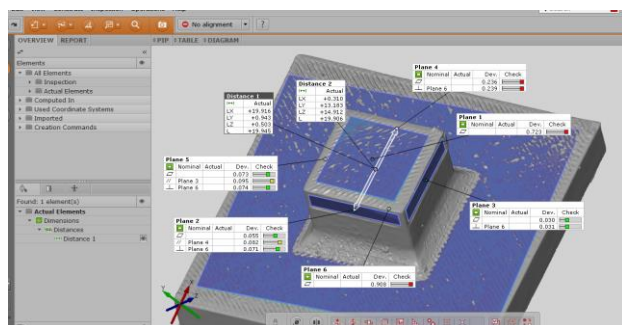 No alignment
?
OVERVIEW REPORT
PIP TABLE DIAGRAM
Elements
All Elements
Inspection
Actual Elements
Computed In
Used Coordinate Systems
Imported
Creation Commands
Found: 1 element(s)
Actual Elements
Dimensions
Distances
Distance 1
Distance 1
Actual
LX +19.916
LY +0.943
LZ +0.503
L +19.945
Distance 2
Actual
LX +0.310
LY +13.183
LZ +14.912
L +19.906
Plane 4
Nominal Actual Dev. Check
0.236
Plane 6 0.239
Plane 1
Nominal Actual Dev. Check
0.723
Plane 5
Nominal Actual Dev. Check
0.073
Plane 3 0.095
Plane 6 0.074
Plane 2
Nominal Actual Dev. Check
0.055
Plane 4 0.082
Plane 6 0.071
Plane 3
Nominal Actual Dev. Check
0.030
Plane 6 0.031
Plane 6
Nominal Actual Dev. Check
0.908